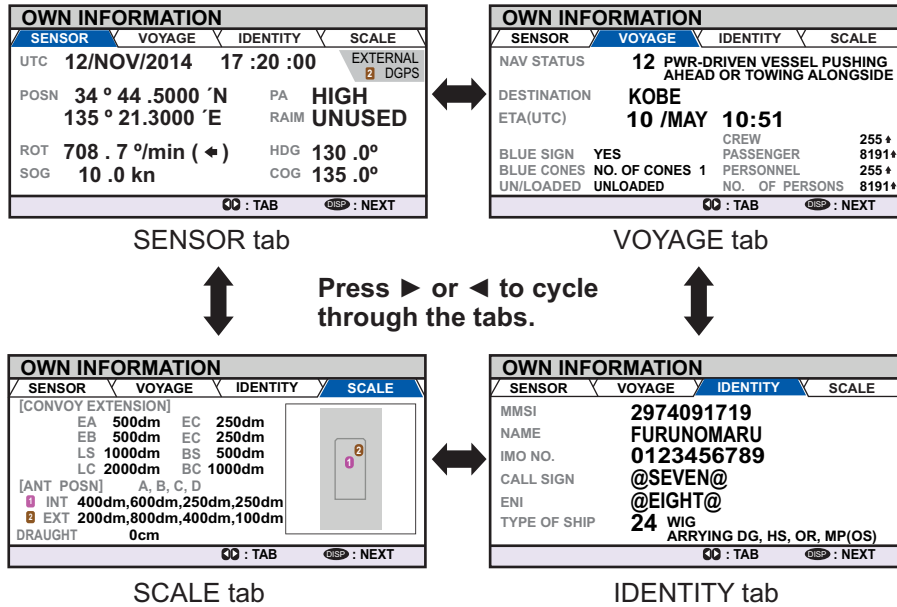 OWN INFORMATION
SENSOR VOYAGE IDENTITY SCALE
UTC 12/NOV/2014 17 :20 :00 EXTERNAL
2 DGPS
POSN 34 º 44 .5000 ´N PA HIGH
135 º 21.3000 ´E RAIM UNUSED
ROT 708 . 7 º/min ( 🡸 ) HDG 130 .0º
SOG 10 .0 kn COG 135 .0º
: TAB DISP : NEXT
SENSOR tab
OWN INFORMATION
SENSOR VOYAGE IDENTITY SCALE
NAV STATUS 12 PWR-DRIVEN VESSEL PUSHING
AHEAD OR TOWING ALONGSIDE
DESTINATION KOBE
ETA(UTC) 10 /MAY 10:51
CREW 255
BLUE SIGN YES PASSENGER 8191
BLUE CONES NO. OF CONES 1 PERSONNEL 255
UN/LOADED UNLOADED NO. OF PERSONS 8191
: TAB DISP : NEXT
VOYAGE tab
Press ► or ◄ to cycle
through the tabs.
OWN INFORMATION
SENSOR VOYAGE IDENTITY SCALE
[CONVOY EXTENSION]
EA 500dm EC 250dm
EB 500dm EC 250dm
LS 1000dm BS 500dm
LC 2000dm BC 1000dm
[ANT POSN] A, B, C, D
1 INT 400dm,600dm,250dm,250dm
2 EXT 200dm,800dm,400dm,100dm
DRAUGHT 0cm
2
1
: TAB DISP : NEXT
SCALE tab
OWN INFORMATION
SENSOR VOYAGE IDENTITY SCALE
MMSI 2974091719
NAME FURUNOMARU
IMO NO. 0123456789
CALL SIGN @SEVEN@
ENI @EIGHT@
TYPE OF SHIP 24 WIG
ARRYING DG, HS, OR, MP(OS)
: TAB DISP : NEXT
IDENTITY tab